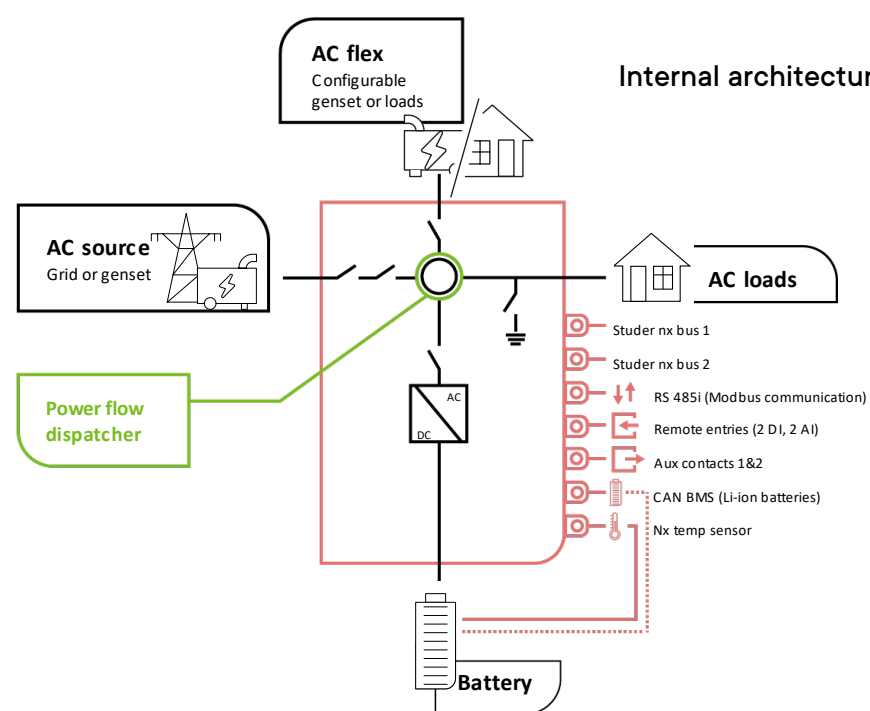 AC flex
Configurable
genset or loads
Internal architectur
AC source
Grid or genset
AC loads
Studer nx bus 1
Studer nx bus 2
RS 485i (Modbus communication)
Power flow
dispatcher
AC
DC
Remote entries (2 DI, 2 AI)
Aux contacts 1&2
CAN BMS (Li-ion batteries)
Nx temp sensor
Battery